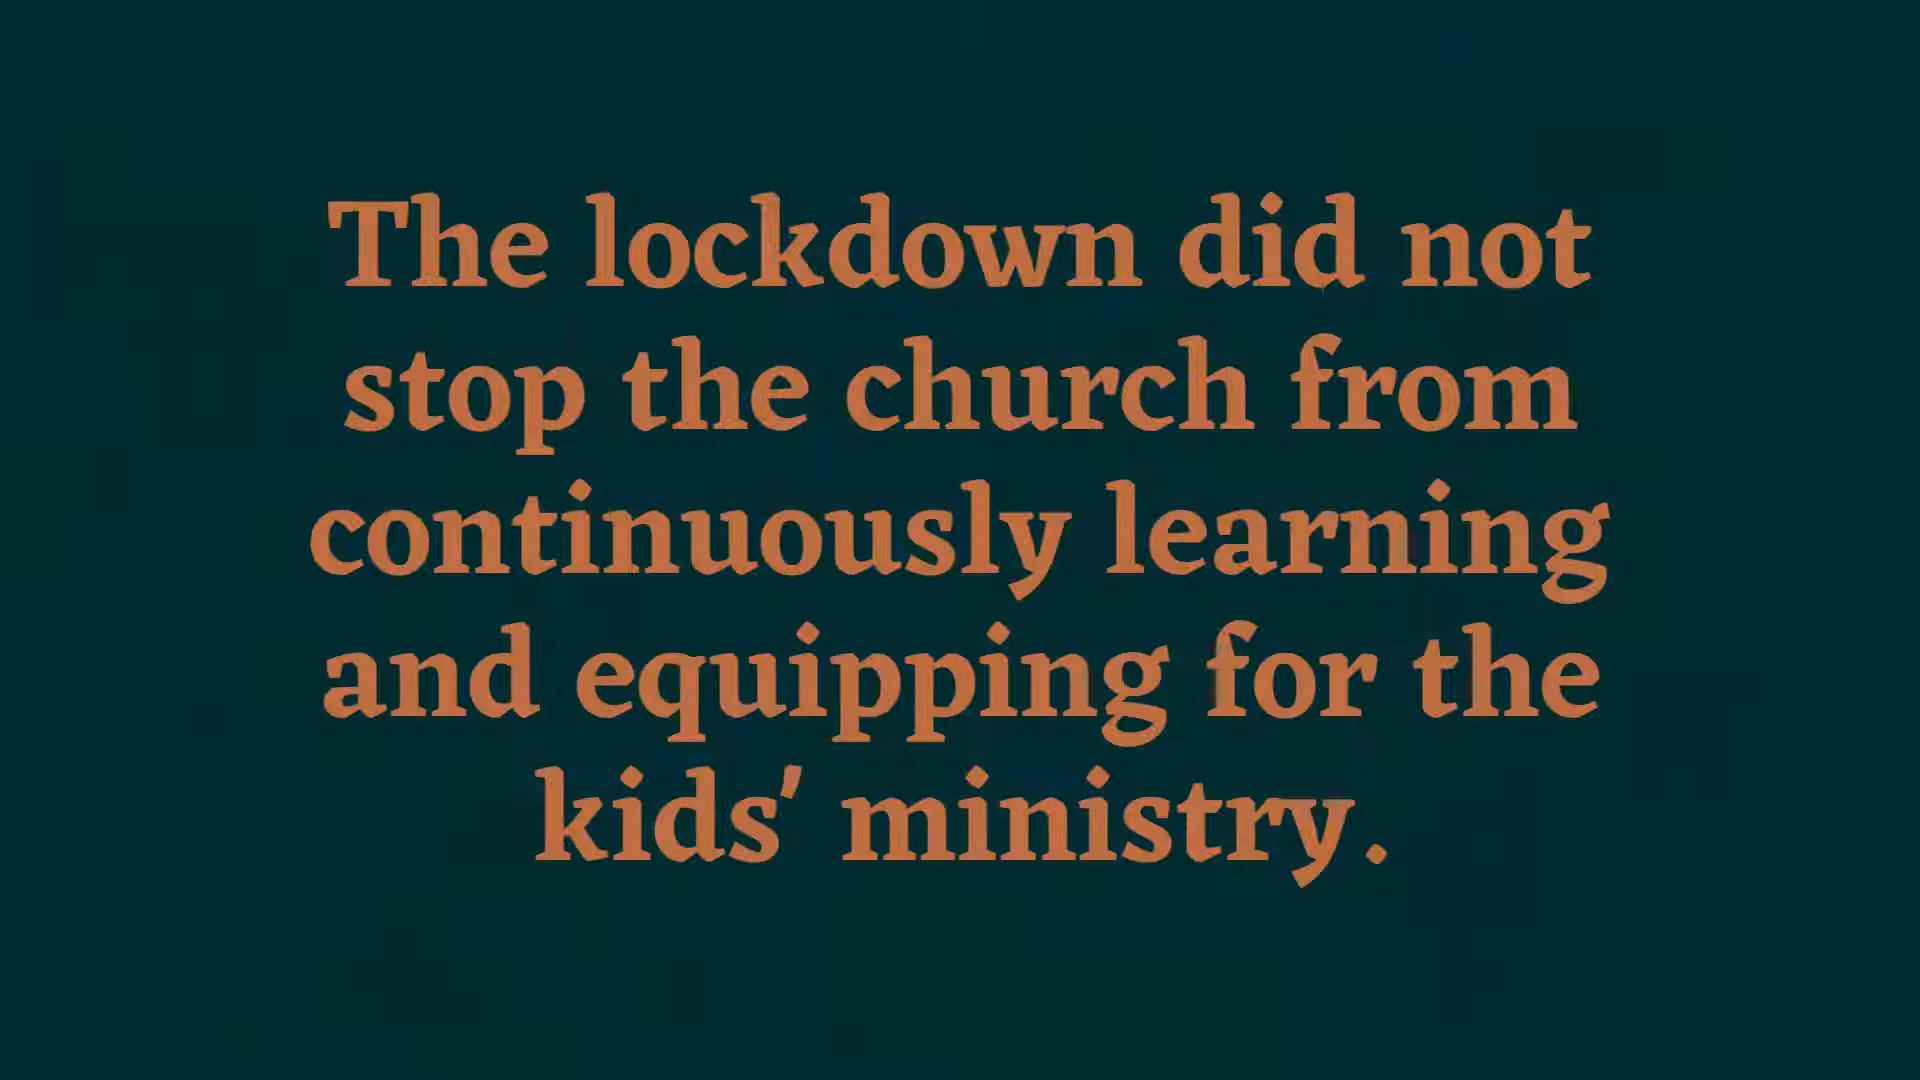 The lockdown did not
stop the church from
continuously learning
and equipping for the
kids' ministry.